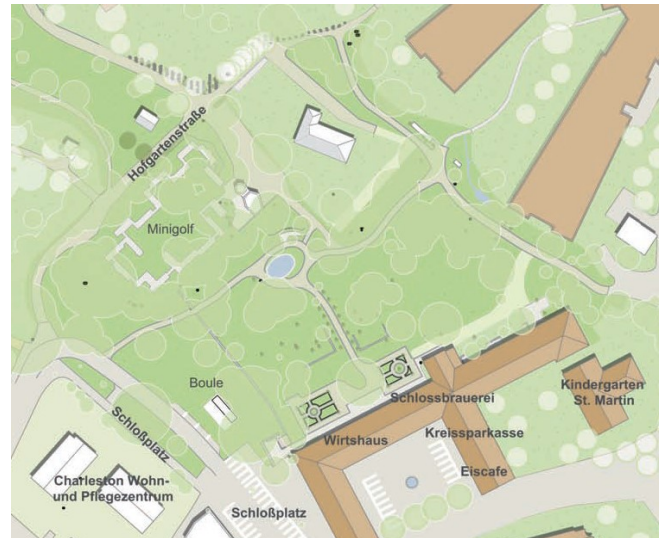 Hofgartenstraße
Minigolf
Boule
Schloßplatz
Schlossbrauerei
Kindergarten
St. Martin
Wirtshaus
Kreissparkasse
Eiscafe
Charleston Wohn-
und Pflegezentrum
Schloßplatz